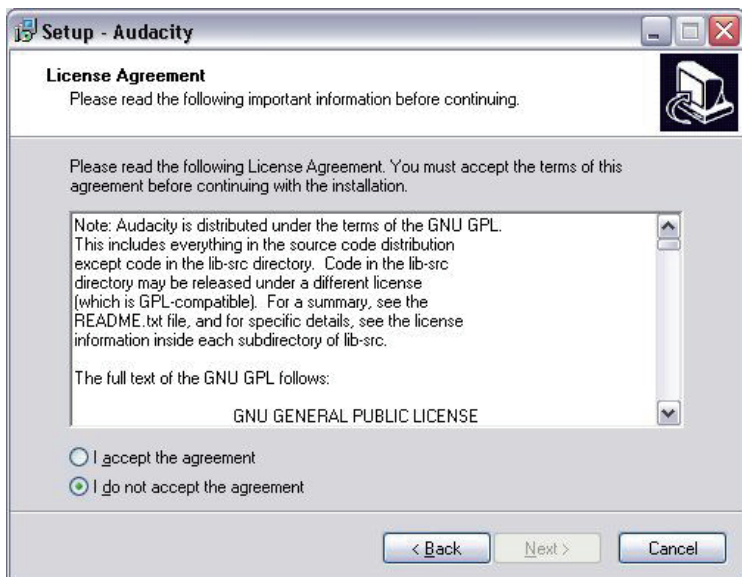 Setup - Audacity
License Agreement
Please read the following important information before continuing.
Please read the following License Agreement. You must accept the terms of this
agreement before continuing with the installation.
Note: Audacity is distributed under the terms of the GNU GPL.
This includes everything in the source code distribution
except code in the lib-src directory.  Code in the lib-src
directory may be released under a different license
(which is GPL-compatible).  For a summary, see the
README.txt file, and for specific details, see the license
information inside each subdirectory of lib-src.
The full text of the GNU GPL follows:
GNU GENERAL PUBLIC LICENSE
I accept the agreement
I do not accept the agreement
< Back Next > Cancel